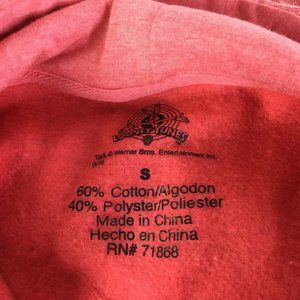 LOONEY TUNES
TM & © Warner Bros. Entertainment Inc.
S
60% Cotton/Algodon
40% Polyster/Poliester
Made in China
Hecho en China
RN# 71868